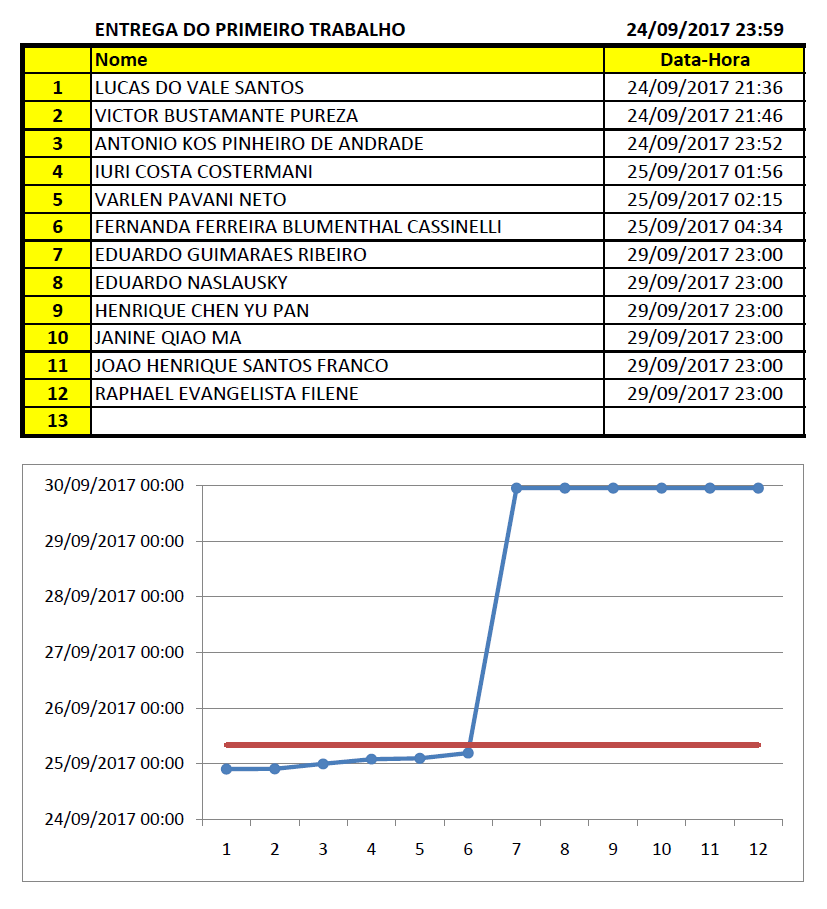 ENTREGA DO PRIMEIRO TRABALHO 24/09/2017 23:59
Nome Data-Hora
1 LUCAS DO VALE SANTOS 24/09/2017 21:36
2 VICTOR BUSTAMANTE PUREZA 24/09/2017 21:46
3 ANTONIO KOS PINHEIRO DE ANDRADE 24/09/2017 23:52
4 IURI COSTA COSTERMANI 25/09/2017 01:56
5 VARLEN PAVANI NETO 25/09/2017 02:15
6 FERNANDA FERREIRA BLUMENTHAL CASSINELLI 25/09/2017 04:34
7 EDUARDO GUIMARAES RIBEIRO 29/09/2017 23:00
8 EDUARDO NASLAUSKY 29/09/2017 23:00
9 HENRIQUE CHEN YU PAN 29/09/2017 23:00
10 JANINE QIAO MA 29/09/2017 23:00
11 JOAO HENRIQUE SANTOS FRANCO 29/09/2017 23:00
12 RAPHAEL EVANGELISTA FILENE 29/09/2017 23:00
13
30/09/2017 00:00
29/09/2017 00:00
28/09/2017 00:00
27/09/2017 00:00
26/09/2017 00:00
25/09/2017 00:00
24/09/2017 00:00
1 2 3 4 5 6 7 8 9 10 11 12